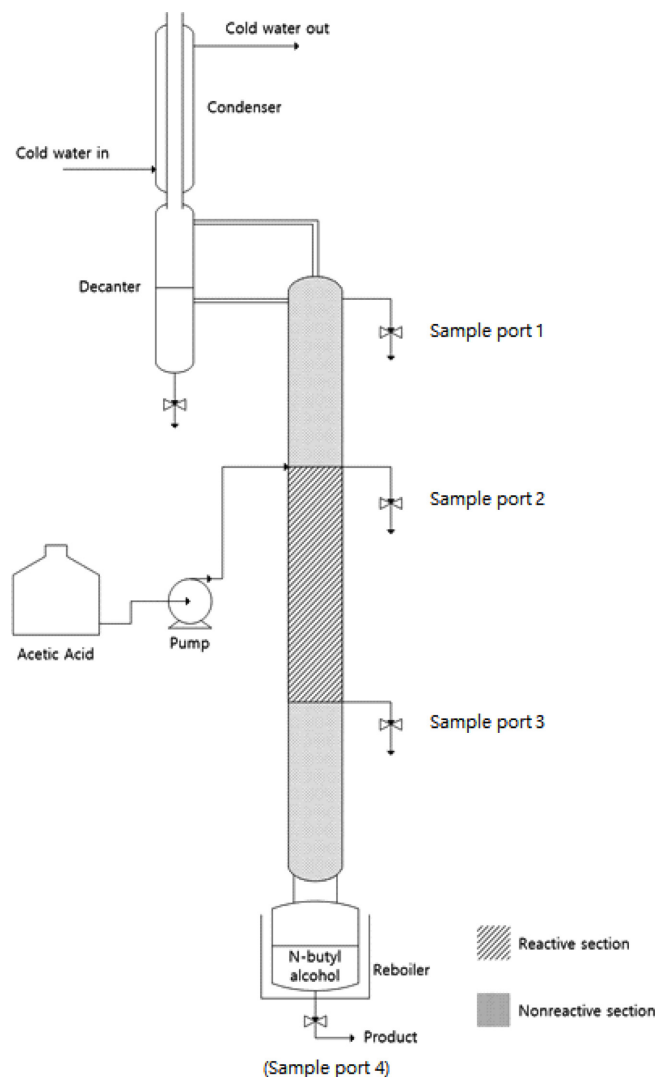 Cold water out
Condenser
Cold water in
Decanter
Sample port 1
Sample port 2
Acetic Acid
Pump
Sample port 3
N-butyl
alcohol
Reboiler
Reactive section
Nonreactive section
Product
(Sample port 4)